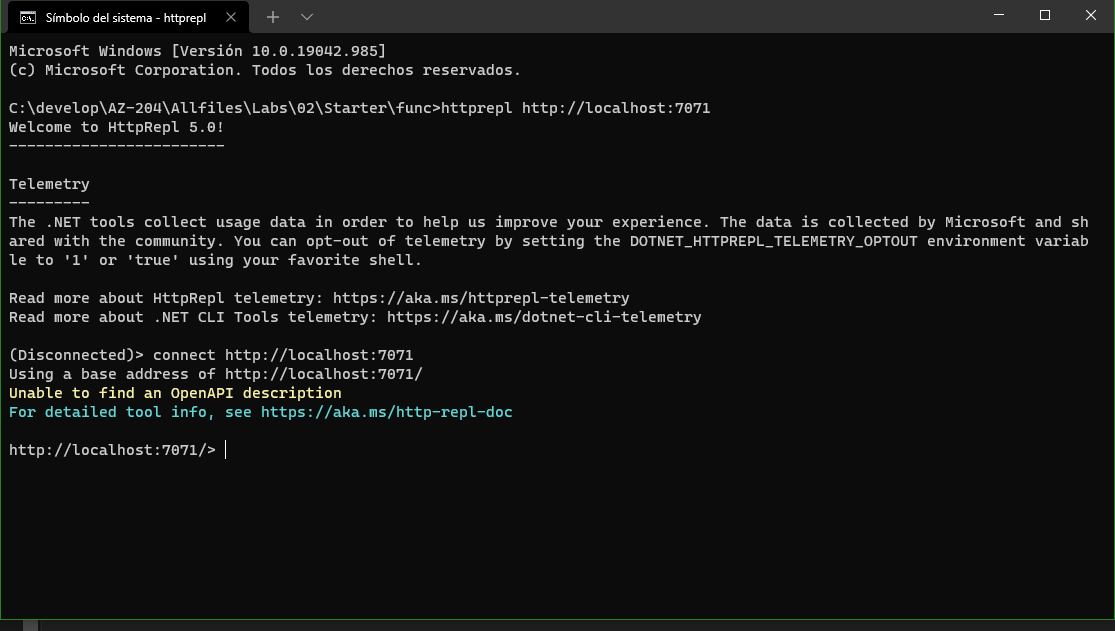 Símbolo del sistema - httprepl
Microsoft Windows [Versión 10.0.19042.985]
(c) Microsoft Corporation. Todos los derechos reservados.
C:\develop\AZ-204\Allfiles\Labs\02\Starter\func>httprepl http://localhost:7071
Welcome to HttpRepl 5.0!
------------------------
Telemetry
---------
The .NET tools collect usage data in order to help us improve your experience. The data is collected by Microsoft and sh
ared with the community. You can opt-out of telemetry by setting the DOTNET_HTTPREPL_TELEMETRY_OPTOUT environment variab
le to '1' or 'true' using your favorite shell.
Read more about HttpRepl telemetry: https://aka.ms/httprepl-telemetry
Read more about .NET CLI Tools telemetry: https://aka.ms/dotnet-cli-telemetry
(Disconnected)> connect http://localhost:7071
Using a base address of http://localhost:7071/
Unable to find an OpenAPI description
For detailed tool info, see https://aka.ms/http-repl-doc
http://localhost:7071/>